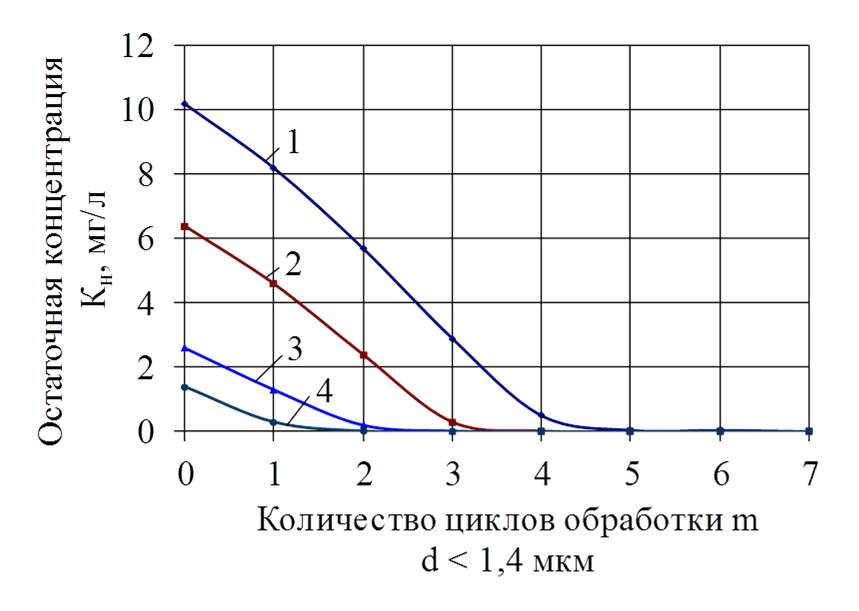 Остаточная концентрация
Кн, мг/л
12
10
8
6
4
2
0
1
2
3
4
0 1 2 3 4 5 6 7
Количество циклов обработки m
d < 1,4 мкм